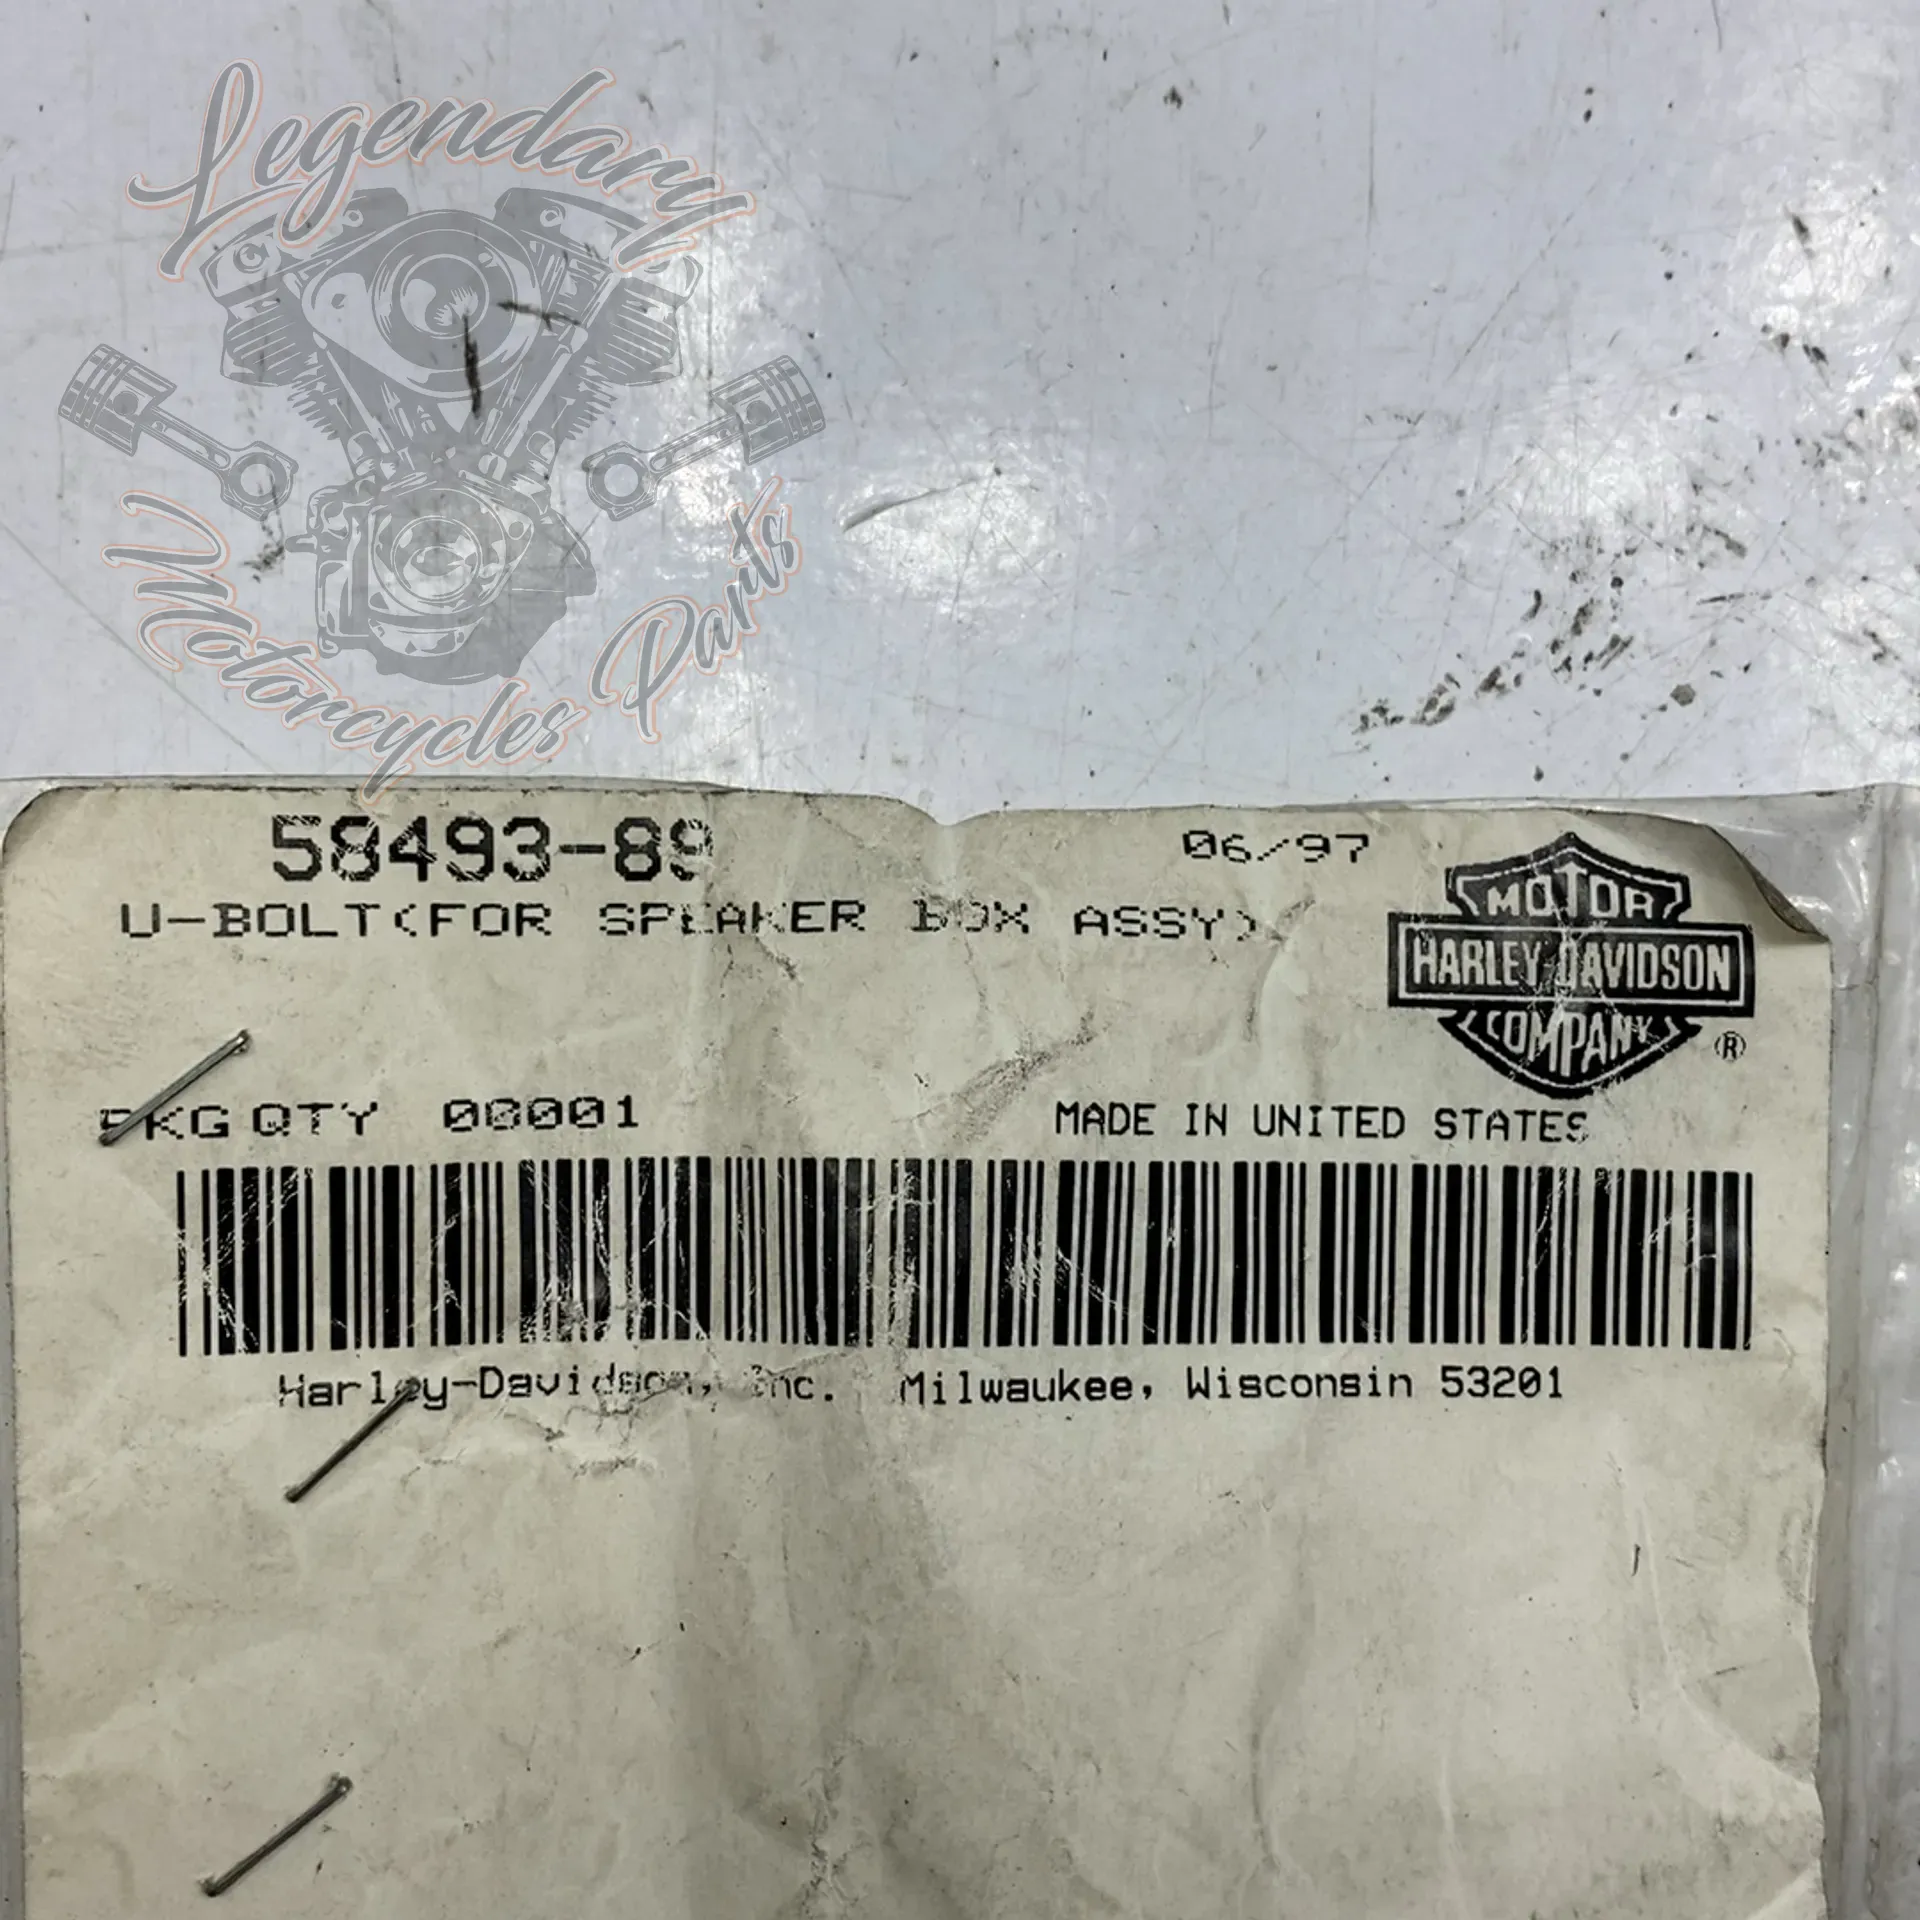 Legendary
Motorcycles Parts
58493-89
06/97
U-BOLT(FOR SPEAKER BOX ASSY)
MOTOR
HARLEY-DAVIDSON
COMPANY
®
PKG QTY 00001
MADE IN UNITED STATES
Harley-Davidson, Inc. Milwaukee, Wisconsin 53201